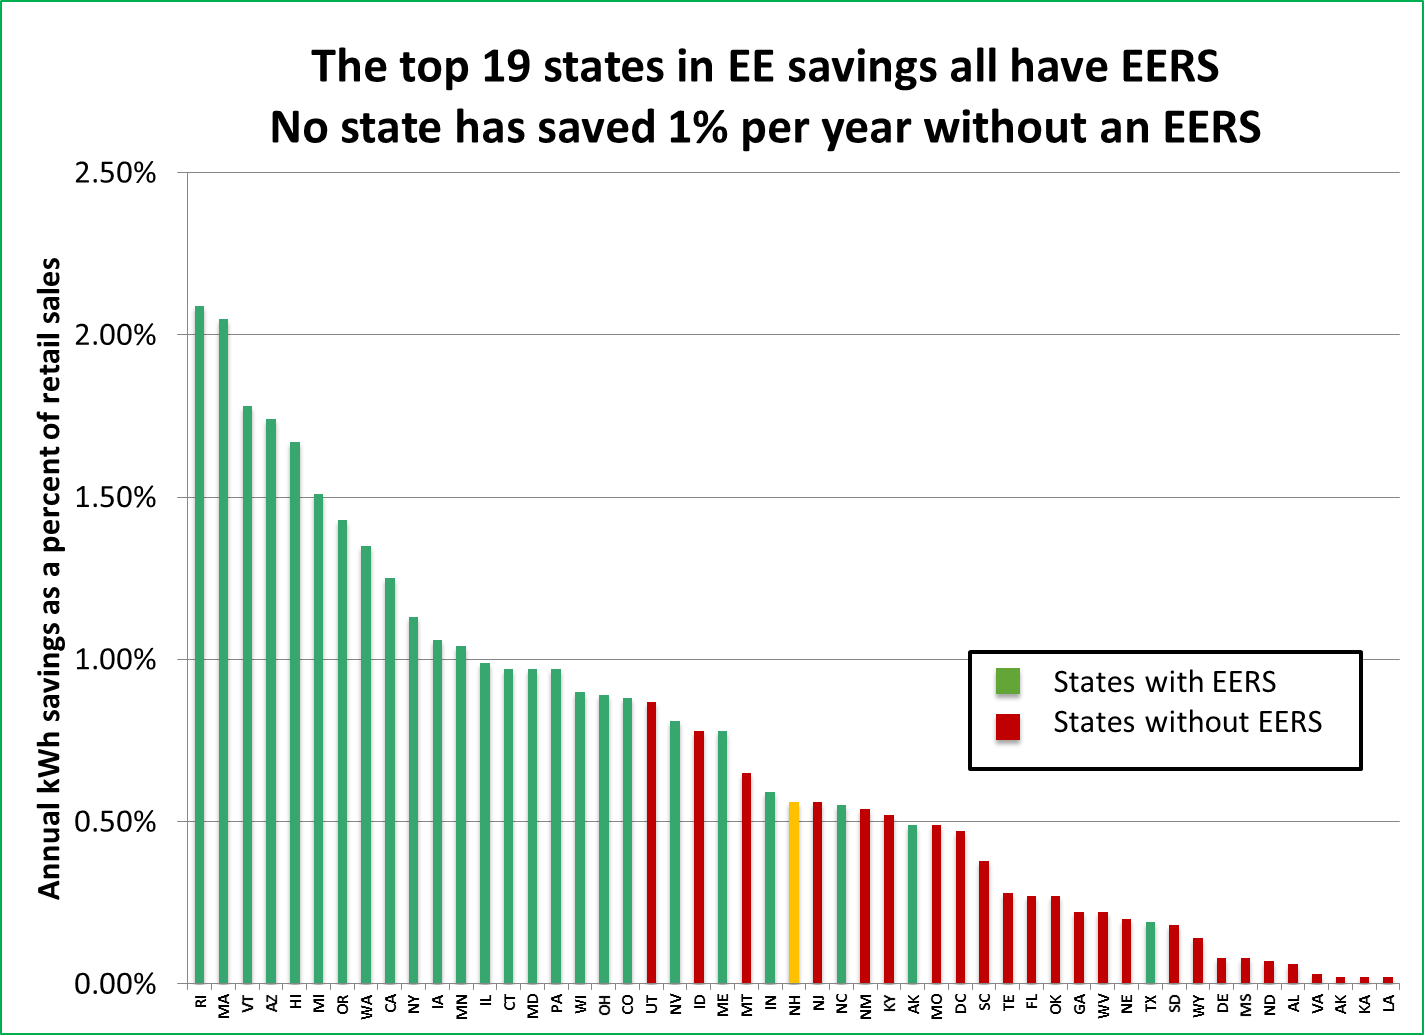 The top 19 states in EE savings all have EERS
No state has saved 1% per year without an EERS
Annual kWh savings as a percent of retail sales
2.50%
2.00%
1.50%
1.00%
0.50%
0.00%
States with EERS
States without EERS
RI MA VT AZ HI MI OR WA CA NY IA MN IL CT MD PA WI OH CO UT NV ID ME MT IN NH NJ NC NM KY AK MO DC SC TE FL OK GA WV NE TX SD WY DE MS ND AL VA AK KA LA